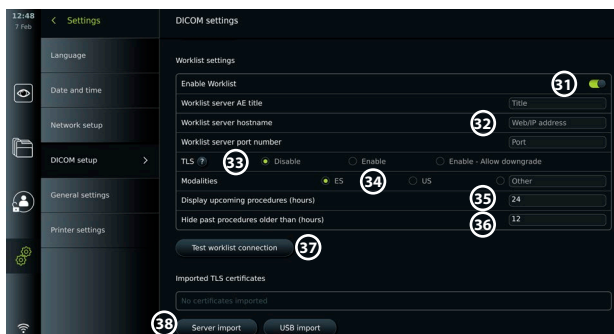 12:48
7 Feb
< Settings
DICOM settings
Language
Date and time
Network setup
DICOM setup >
General settings
Printer settings
Worklist settings
Enable Worklist 31
Worklist server AE title Title
Worklist server hostname 32 Web/IP address
Worklist server port number Port
TLS ? 33 Disable Enable Enable - Allow downgrade
Modalities ES 34 US Other
Display upcoming procedures (hours) 35 24
Hide past procedures older than (hours) 36 12
Test worklist connection 37
Imported TLS certificates
No certificates imported
38 Server import USB import